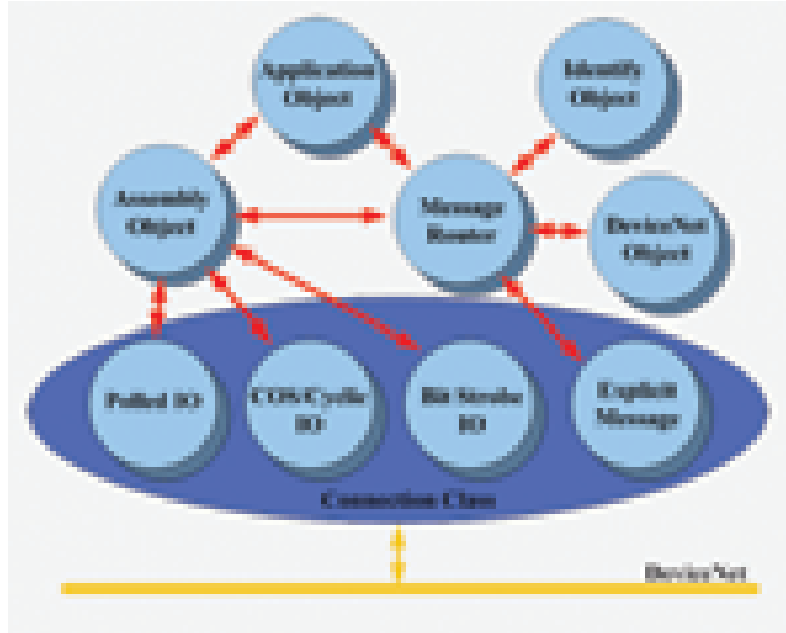 Application
Object
Identify
Object
Assembly
Object
Message
Router
DeviceNet
Object
Polled IO
COS/Cyclic
IO
Bit Strobe
IO
Explicit
Message
Connection Class
DeviceNet